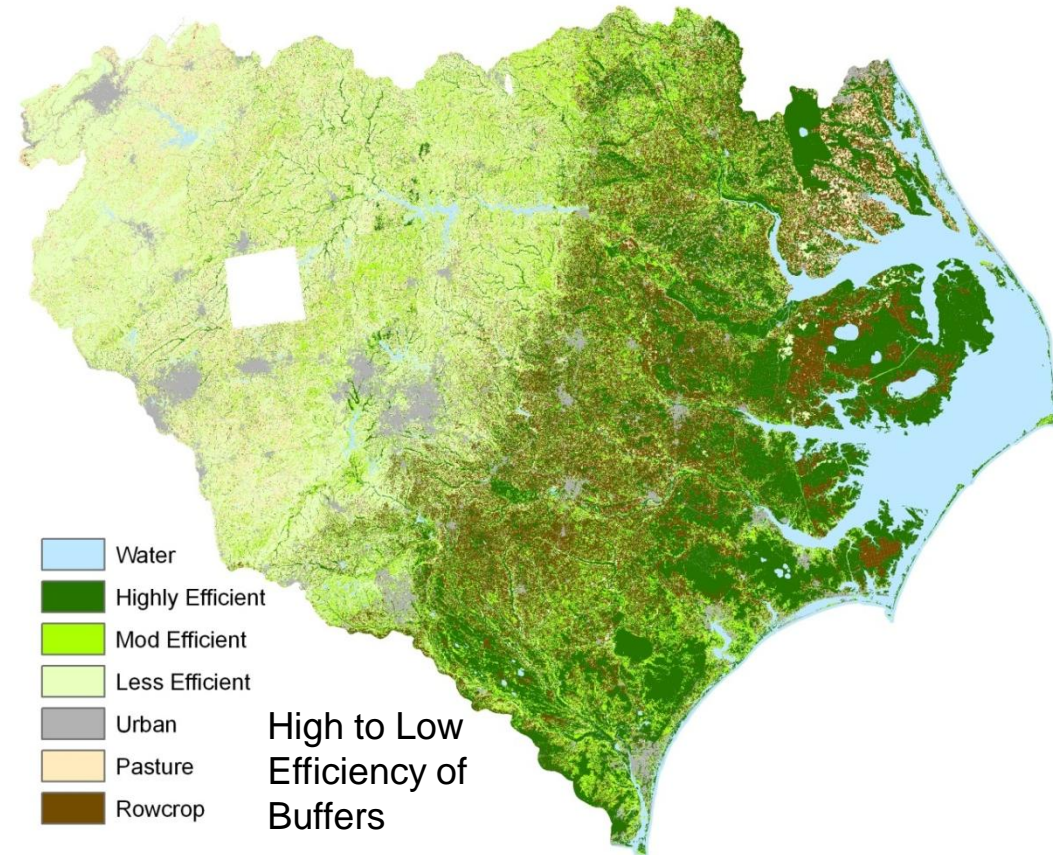 Water
Highly Efficient
Mod Efficient
Less Efficient
Urban
Pasture
Rowcrop
High to Low
Efficiency of
Buffers